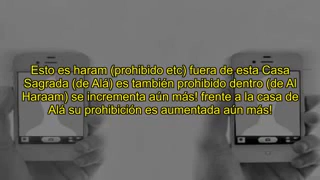 Esto es haram (prohibido etc) fuera de esta Casa
Sagrada (de Alá) es también prohibido dentro (de Al
Haraam) se incrementa aún más! frente a la casa de
Alá su prohibición es aumentada aún más!